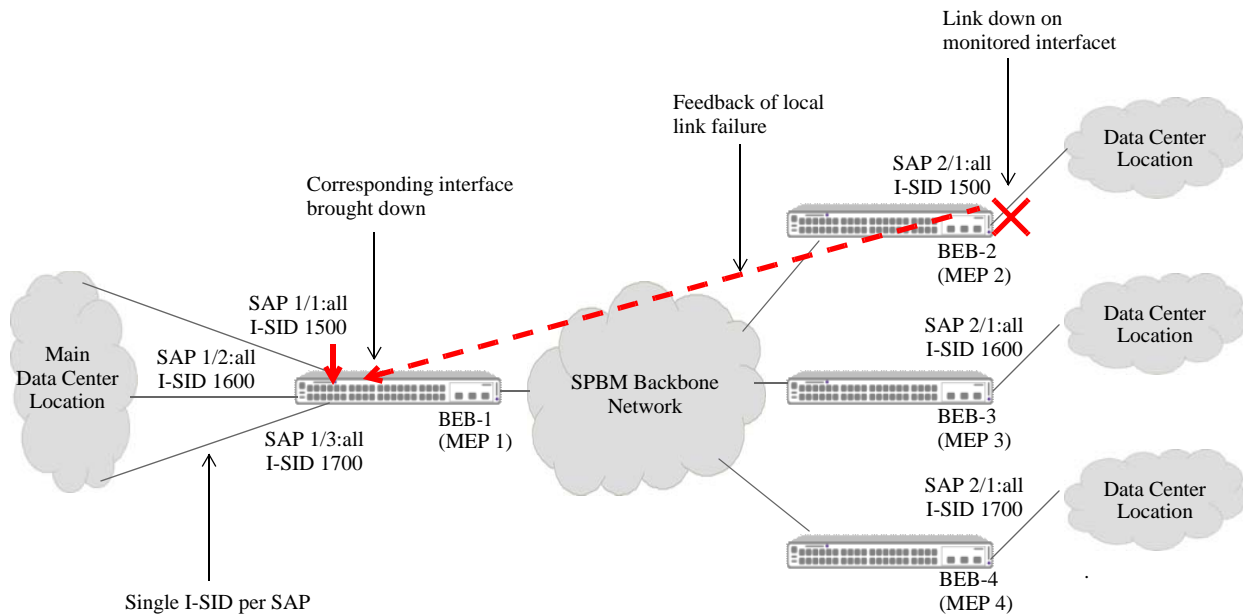 Link down on
monitored interfacet
Feedback of local
link failure
Data Center
Location
SAP 2/1:all
I-SID 1500
Corresponding interface
brought down
BEB-2
(MEP 2)
SAP 1/1:all
I-SID 1500
Main
Data Center
Location
SAP 1/2:all
I-SID 1600
SPBM Backbone
Network
SAP 2/1:all
I-SID 1600
Data Center
Location
BEB-1
(MEP 1)
BEB-3
(MEP 3)
SAP 1/3:all
I-SID 1700
SAP 2/1:all
I-SID 1700
Data Center
Location
BEB-4
(MEP 4)
.
Single I-SID per SAP